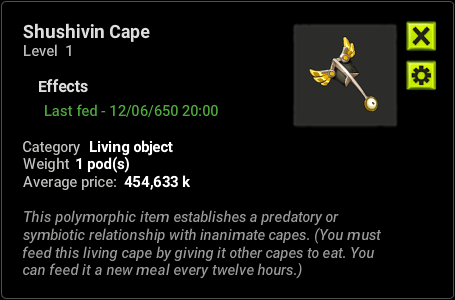 Shushivin Cape
Level 1
Effects
Last fed - 12/06/650 20:00
Category Living object
Weight 1 pod(s)
Average price: 454,633 k
This polymorphic item establishes a predatory or
symbiotic relationship with inanimate capes. (You must
feed this living cape by giving it other capes to eat. You
can feed it a new meal every twelve hours.)